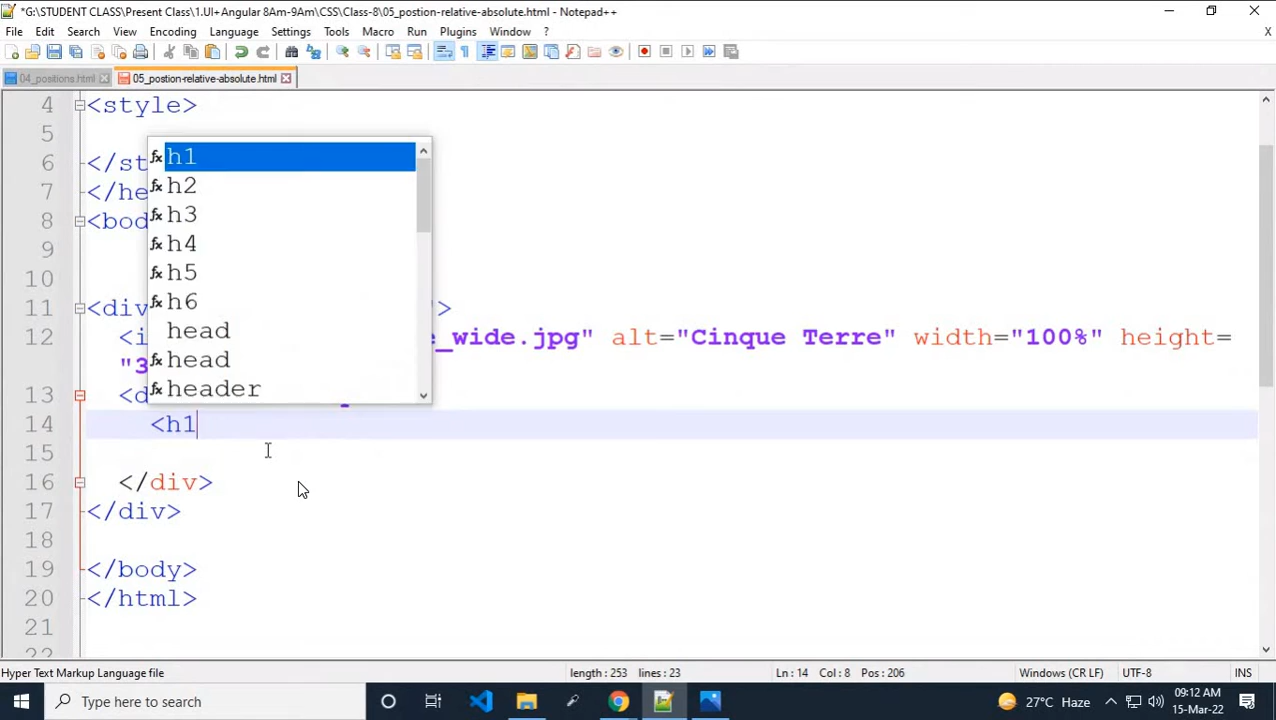 *G:\STUDENT CLASS\Present Class\1.UI+Angular 8Am-9Am\CSS\Class-8\05_postion-relative-absolute.html - Notepad++
File Edit Search View Encoding Language Settings Tools Macro Run Plugins Window ? X
04_positions.html 05_postion-relative-absolute.html
4 <style>
5
6 </st
7 </he
8 <bod
9
10
11 <div ">
12 <i e_wide.jpg" alt="Cinque Terre" width="100%" height=
"3
13 <d
14 <h1
15
16 </div>
17 </div>
18
19 </body>
20 </html>
21
22
h1
h2
h3
h4
h5
h6
head
head
header
Hyper Text Markup Language file length : 253 lines : 23 Ln : 14 Col : 8 Pos : 206 Windows (CR LF) UTF-8 INS
Type here to search 27°C Haze 09:12 AM
15-Mar-22